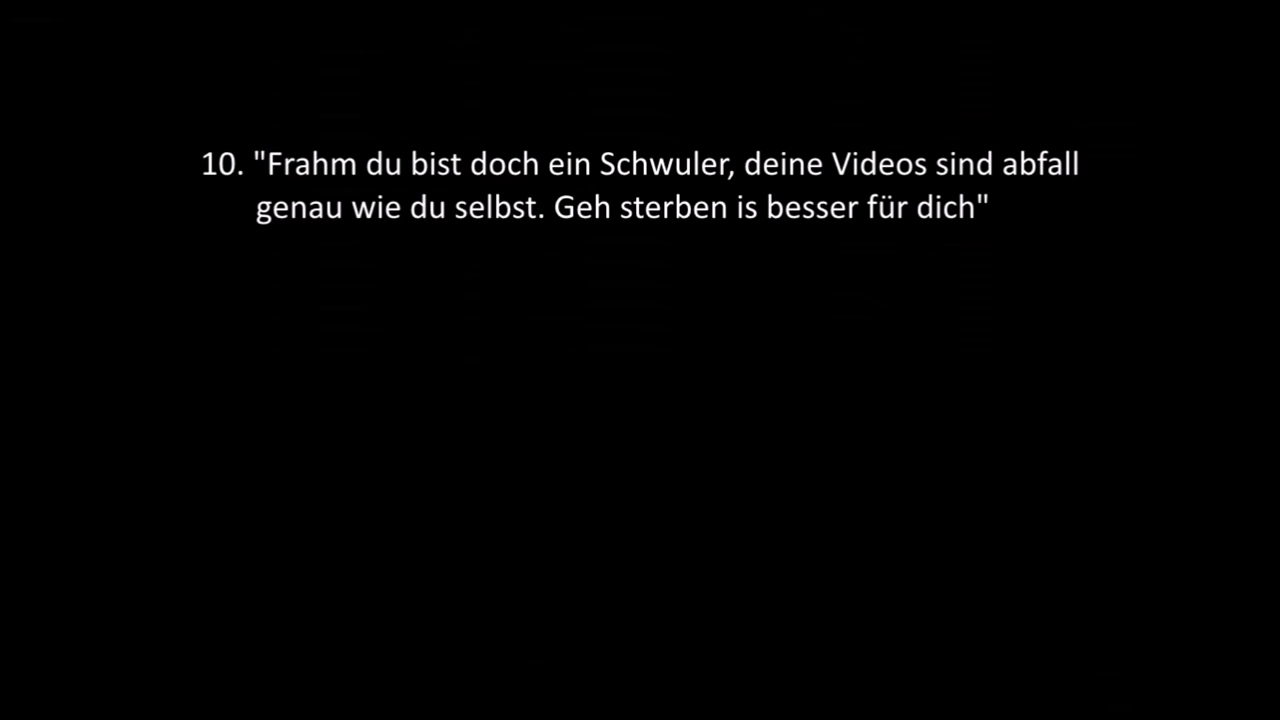 10. "Frahm du bist doch ein Schwuler, deine Videos sind abfall
genau wie du selbst. Geh sterben is besser für dich"